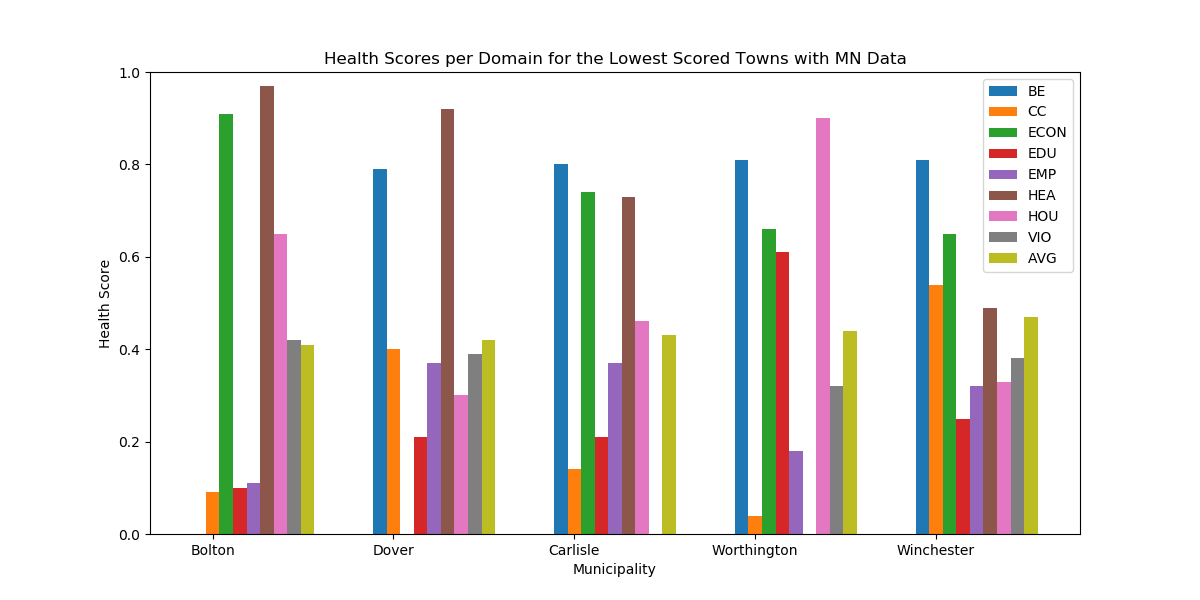 Health Scores per Domain for the Lowest Scored Towns with MN Data
1.0
0.8
0.6
0.4
0.2
0.0
Health Score
BE
CC
ECON
EDU
EMP
HEA
HOU
VIO
AVG
Bolton
Dover
Carlisle
Worthington
Winchester
Municipality